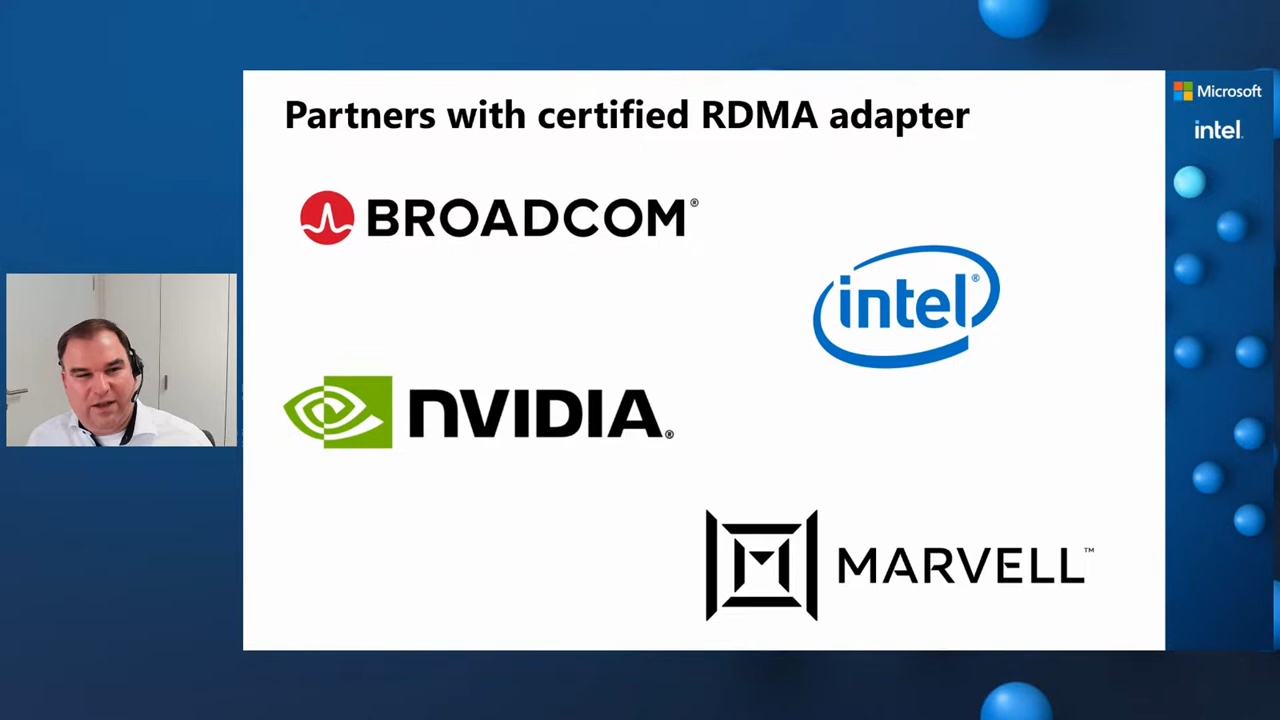 Partners with certified RDMA adapter
Microsoft
intel.
BROADCOM®
intel®
NVIDIA®
MARVELL™